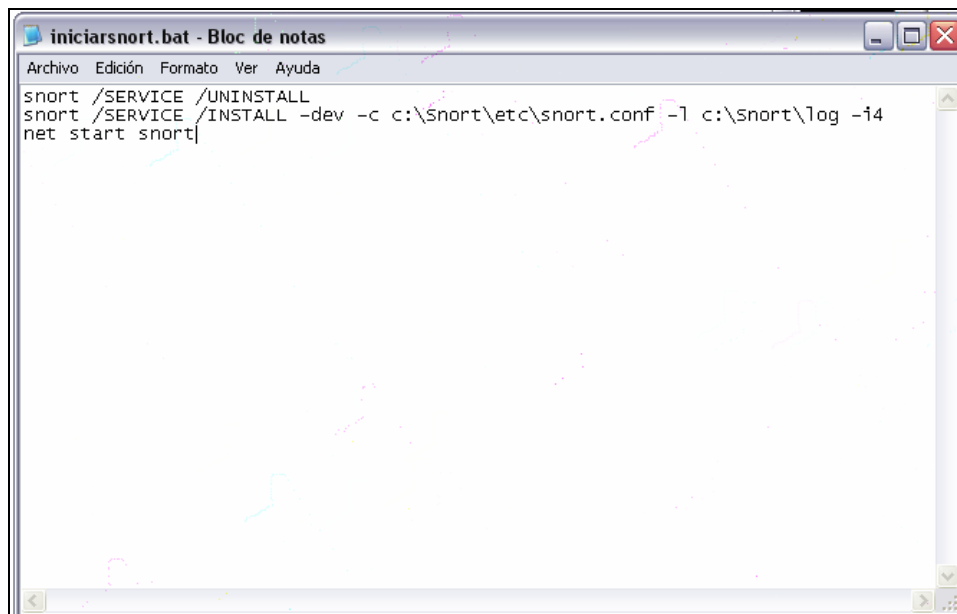 iniciarsnort.bat - Bloc de notas
Archivo Edición Formato Ver Ayuda
snort /SERVICE /UNINSTALL
snort /SERVICE /INSTALL -dev -c c:\Snort\etc\snort.conf -l c:\Snort\log -i4
net start snort